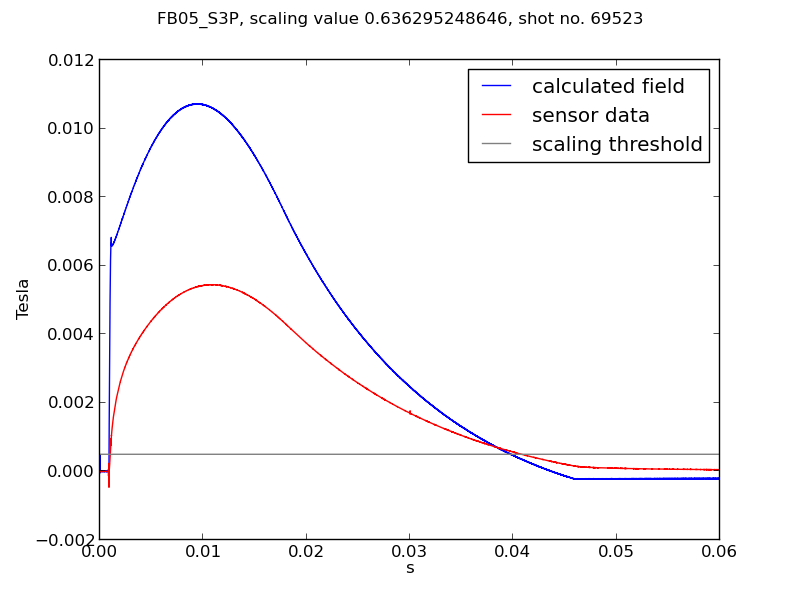 FB05_S3P, scaling value 0.636295248646, shot no. 69523
0.012
0.010
0.008
0.006
0.004
0.002
0.000
−0.002
Tesla
calculated field
sensor data
scaling threshold
0.00
0.01
0.02
0.03
0.04
0.05
0.06
s